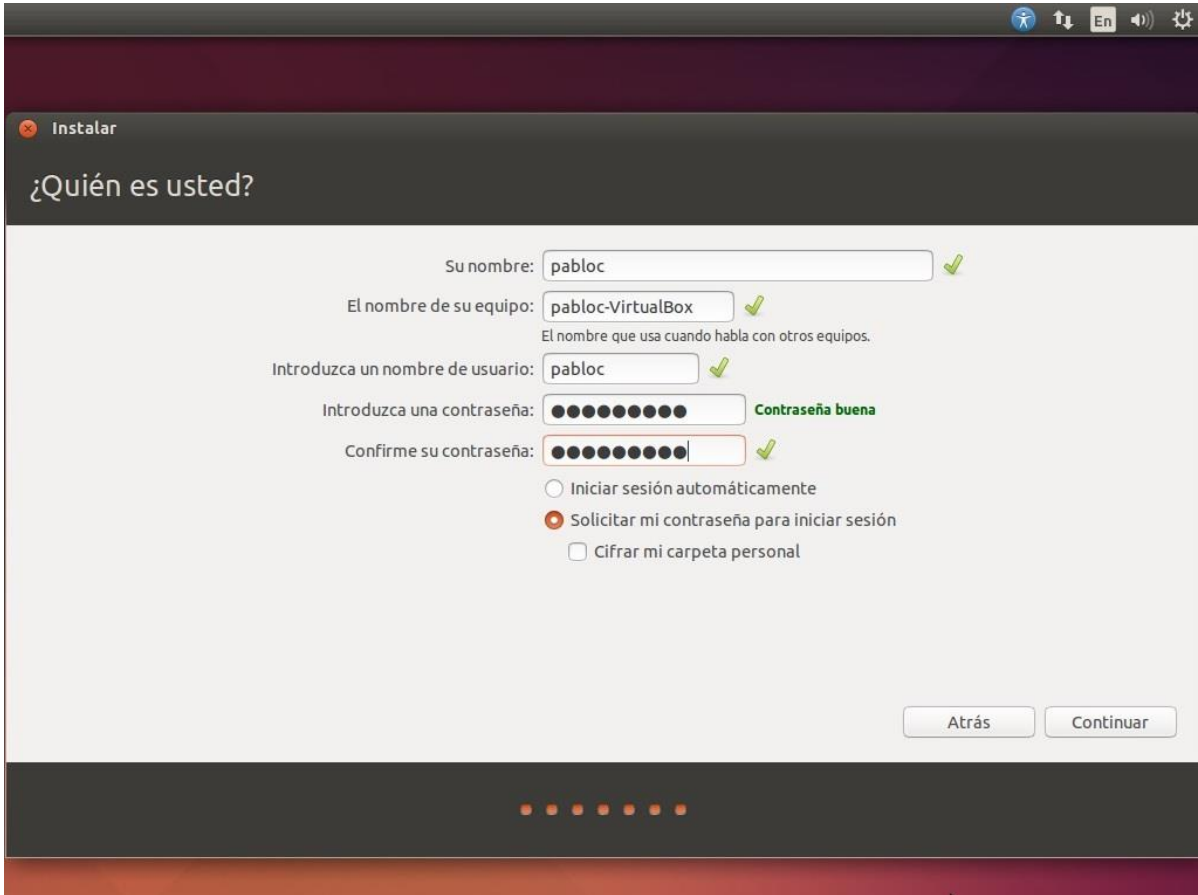 En
Instalar
¿Quién es usted?
Su nombre: pabloc
El nombre de su equipo: pabloc-VirtualBox
El nombre que usa cuando habla con otros equipos.
Introduzca un nombre de usuario: pabloc
Introduzca una contraseña: ●●●●●●●●● Contraseña buena
Confirme su contraseña: ●●●●●●●●●
Iniciar sesión automáticamente
Solicitar mi contraseña para iniciar sesión
Cifrar mi carpeta personal
Atrás Continuar